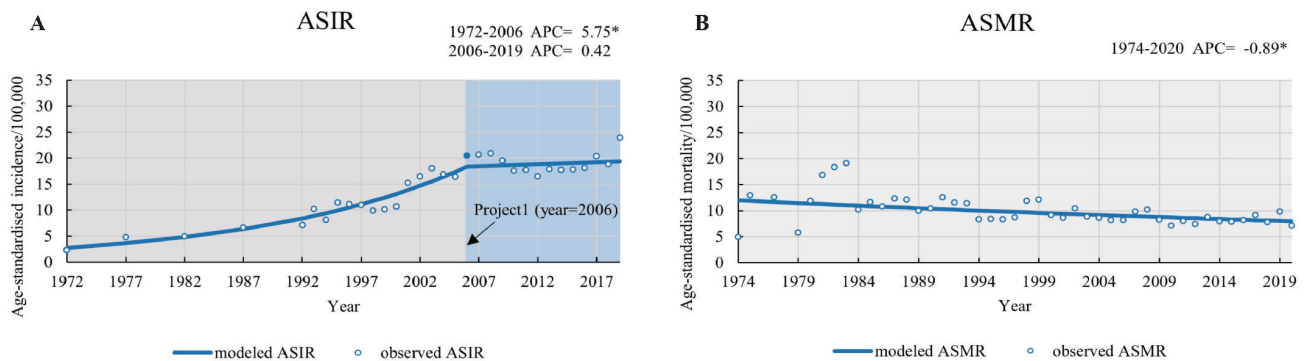 A
ASIR
1972-2006 APC= 5.75*
2006-2019 APC= 0.42
Age-standardised incidence/100,000
35
30
25
20
15
10
5
0
Project1 (year=2006)
1972 1977 1982 1987 1992 1997 2002 2007 2012 2017
Year
modeled ASIR observed ASIR
B
ASMR
1974-2020 APC= -0.89*
Age-standardised mortality/100,000
35
30
25
20
15
10
5
0
1974 1979 1984 1989 1994 1999 2004 2009 2014 2019
Year
modeled ASMR observed ASMR